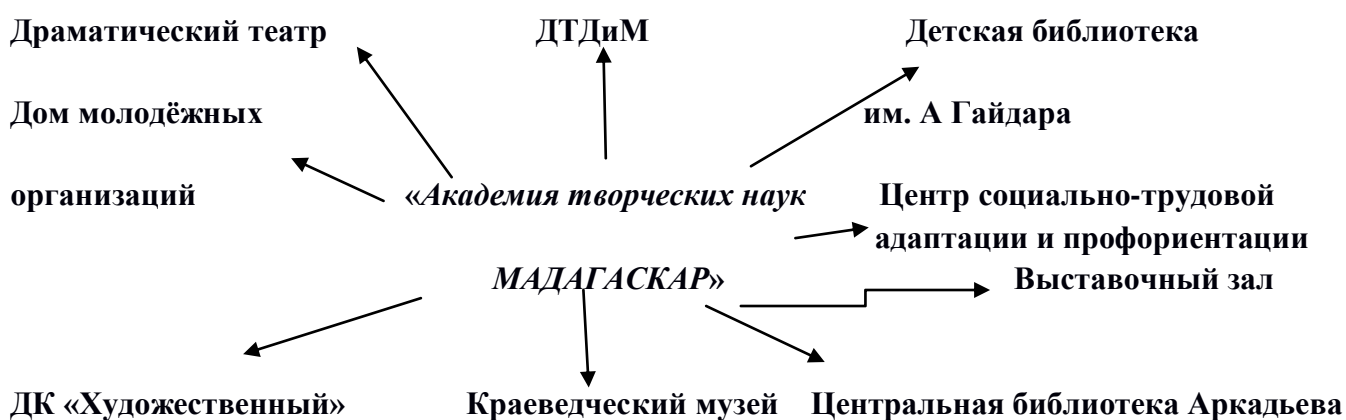 Драматический театр ДТДиМ Детская библиотека
Дом молодёжных им. А Гайдара
организаций «Академия творческих наук Центр социально-трудовой
адаптации и профориентации
МАДАГАСКАР» Выставочный зал
ДК «Художественный» Краеведческий музей Центральная библиотека Аркадьева